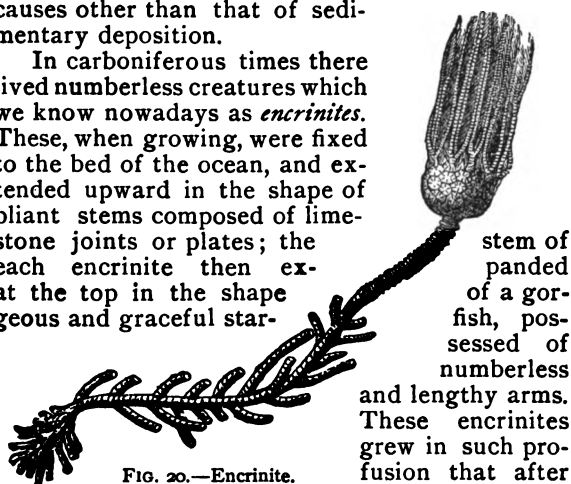 causes other than that of sedi-
mentary deposition.
In carboniferous times there
ived numberless creatures which
we know nowadays as encrinites.
These, when growing, were fixed
to the bed of the ocean, and ex-
tended upward in the shape of
pliant stems composed of lime-
stone joints or plates; the stem of
each encrinite then ex- panded
at the top in the shape of a gor-
geous and graceful star- fish, pos-
sessed of
numberless
and lengthy arms.
These encrinites
grew in such pro-
fusion that after
FIG. 20.—Encrinite.